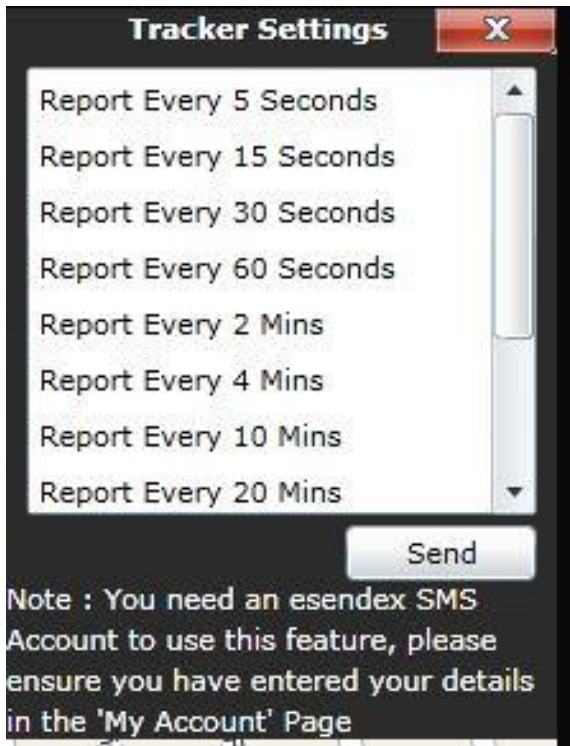 Tracker Settings
X
Report Every 5 Seconds
Report Every 15 Seconds
Report Every 30 Seconds
Report Every 60 Seconds
Report Every 2 Mins
Report Every 4 Mins
Report Every 10 Mins
Report Every 20 Mins
Send
Note : You need an esendex SMS
Account to use this feature, please
ensure you have entered your details
in the 'My Account' Page